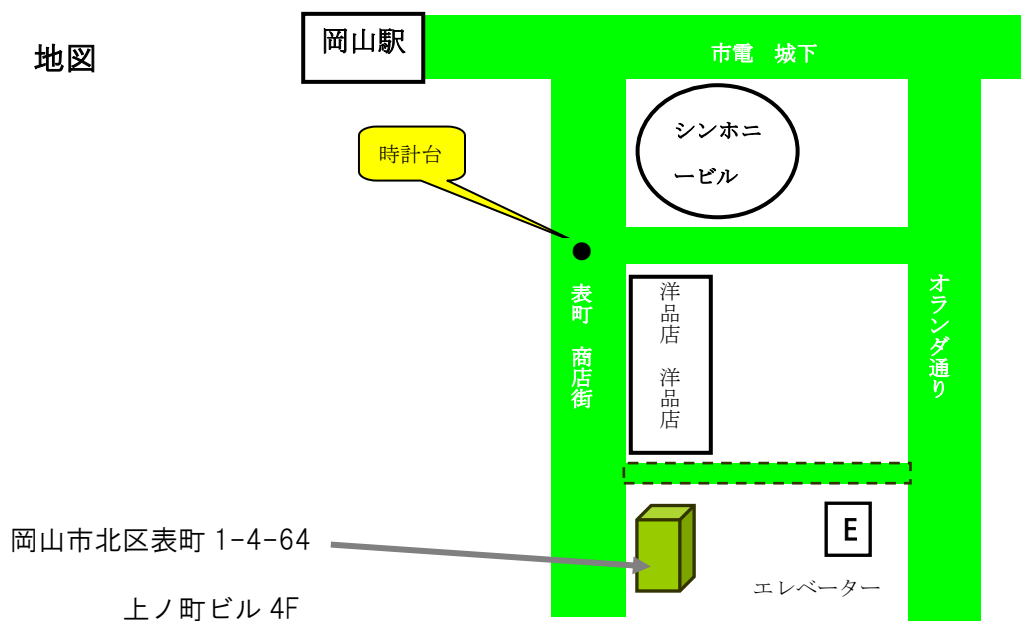 地図
岡山駅
市電 城下
シンホニ
ービル
時計台
表町 商店街
洋品店 洋品店
オランダ通り
E
エレベーター
岡山市北区表町 1-4-64
上ノ町ビル 4F